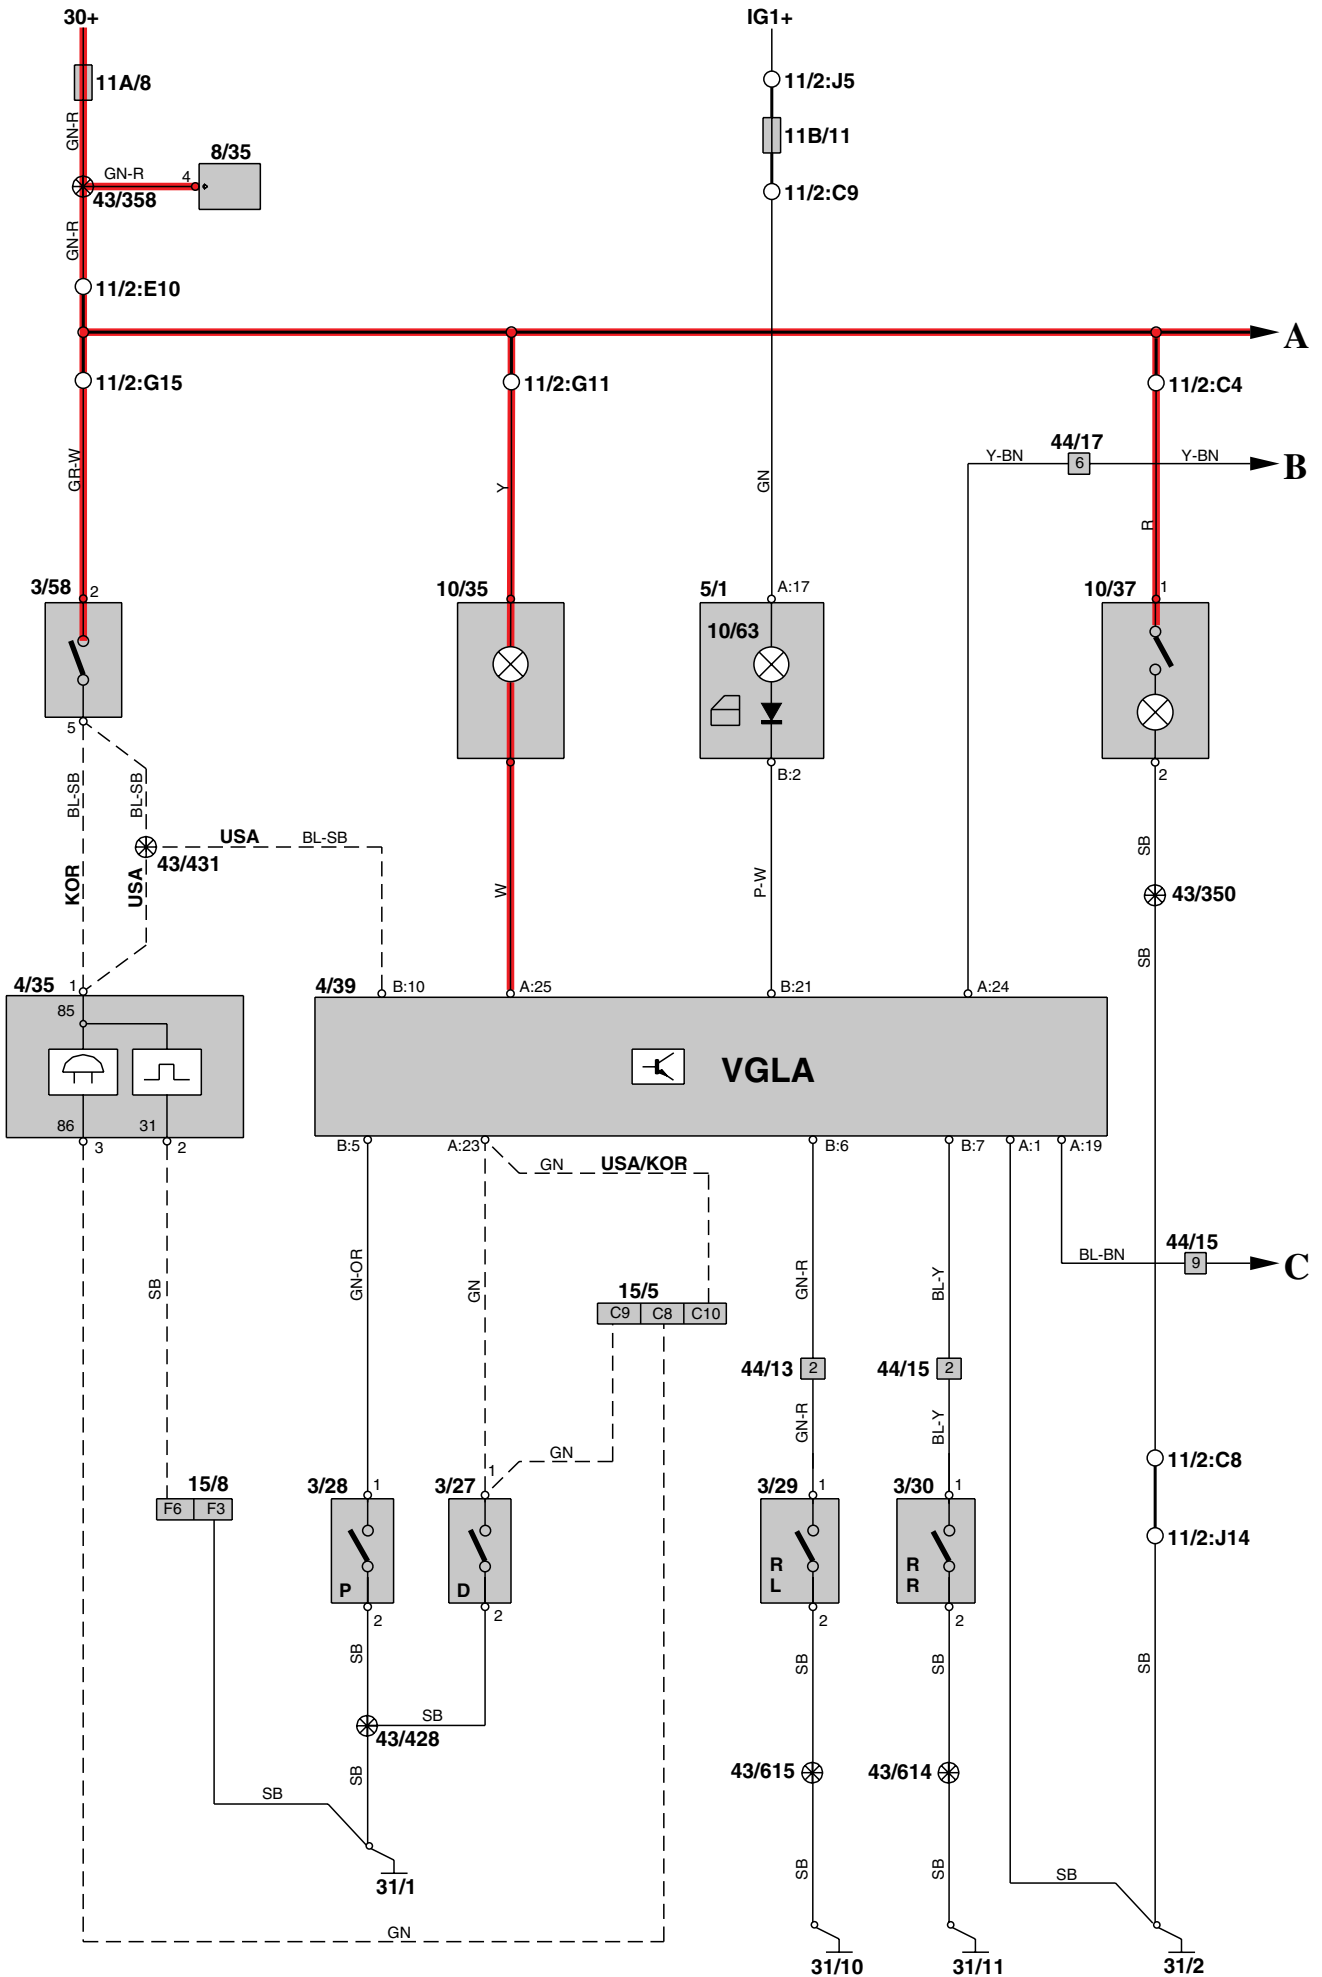 30+
IG1+
11A/8
11/2:J5
GN-R
11B/11
8/35
GN-R
4
43/358
11/2:C9
GN-R
11/2:E10
A
11/2:G15
11/2:G11
11/2:C4
44/17
Y-BN
6
Y-BN
B
GR-W
Y
GN
R
3/58
2
10/35
5/1
A:17
10/37
1
10/63
5
B:2
2
BL-SB
BL-SB
USA
BL-SB
43/431
KOR
USA
W
P-W
SB
43/350
SB
4/35
1
4/39
B:10
A:25
B:21
A:24
85
VGLA
86
31
3
2
B:5
A:23
B:6
B:7
A:1
A:19
GN
USA/KOR
44/15
BL-BN
9
C
SB
GN-OR
GN
GN-R
BL-Y
15/5
C9
C8
C10
44/13
2
44/15
2
GN-R
BL-Y
GN
11/2:C8
15/8
F6
F3
3/28
1
3/27
1
3/29
1
3/30
1
11/2:J14
P
D
R
L
R
R
2
2
2
2
SB
SB
SB
SB
SB
43/428
43/615
43/614
SB
SB
SB
SB
SB
31/1
GN
31/10
31/11
31/2